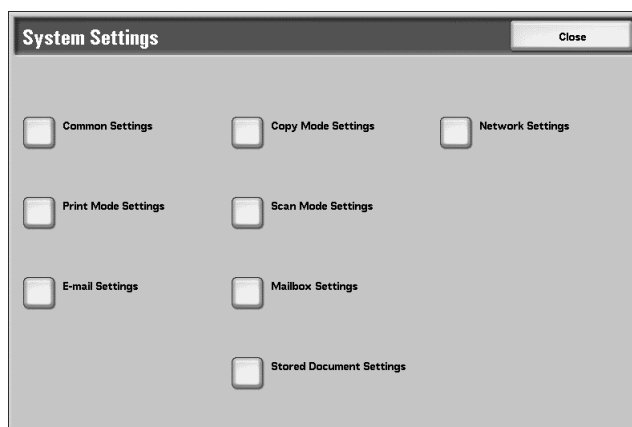 System Settings
Close
Common Settings
Copy Mode Settings
Network Settings
Print Mode Settings
Scan Mode Settings
E-mail Settings
Mailbox Settings
Stored Document Settings